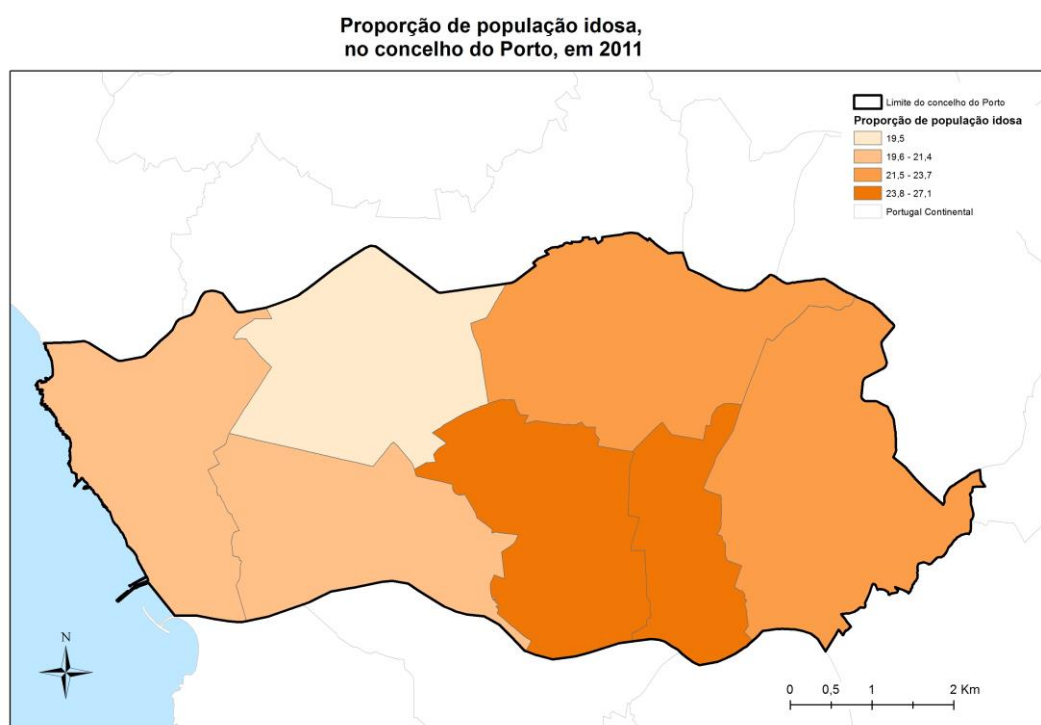 Proporção de população idosa,
no concelho do Porto, em 2011
Limite do concelho do Porto
Proporção de população idosa
19,5
19,6 - 21,4
21,5 - 23,7
23,8 - 27,1
Portugal Continental
N
0 0,5 1 2 Km